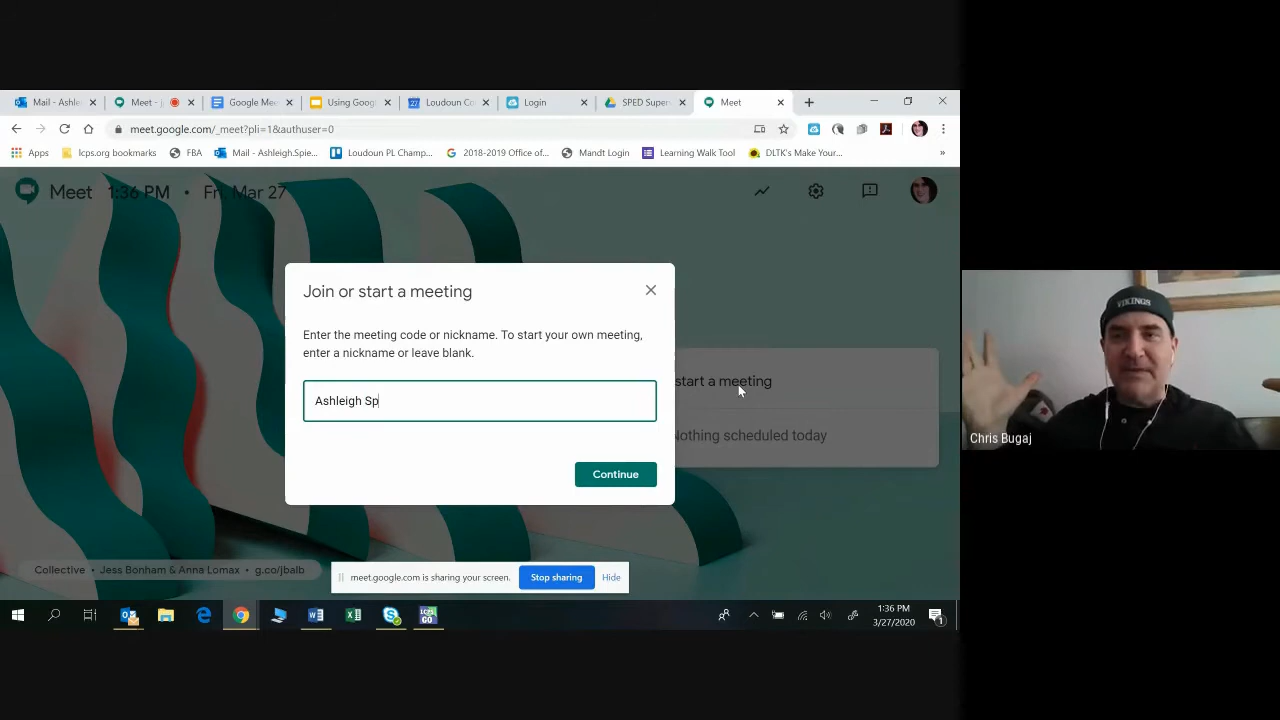 Mail - Ashle
Meet - j
Google Mee
Using Goog
Loudoun Co
Login
SPED Super
Meet
meet.google.com/_meet?pli=1&authuser=0
Apps
lcps.org bookmarks
FBA
Mail - Ashleigh.Spie...
Loudoun PL Champ...
2018-2019 Office of...
Mandt Login
Learning Walk Tool
DLTK's Make Your...
»
Meet 1:36 PM • Fri, Mar 27
Join or start a meeting
Enter the meeting code or nickname. To start your own meeting,
enter a nickname or leave blank.
Ashleigh Sp
Continue
start a meeting
Nothing scheduled today
VIKINGS
Chris Bugaj
Collective • Jess Bonham & Anna Lomax • g.co/jbalb
meet.google.com is sharing your screen.
Stop sharing
Hide
LCPS
GO
1:36 PM
3/27/2020
1